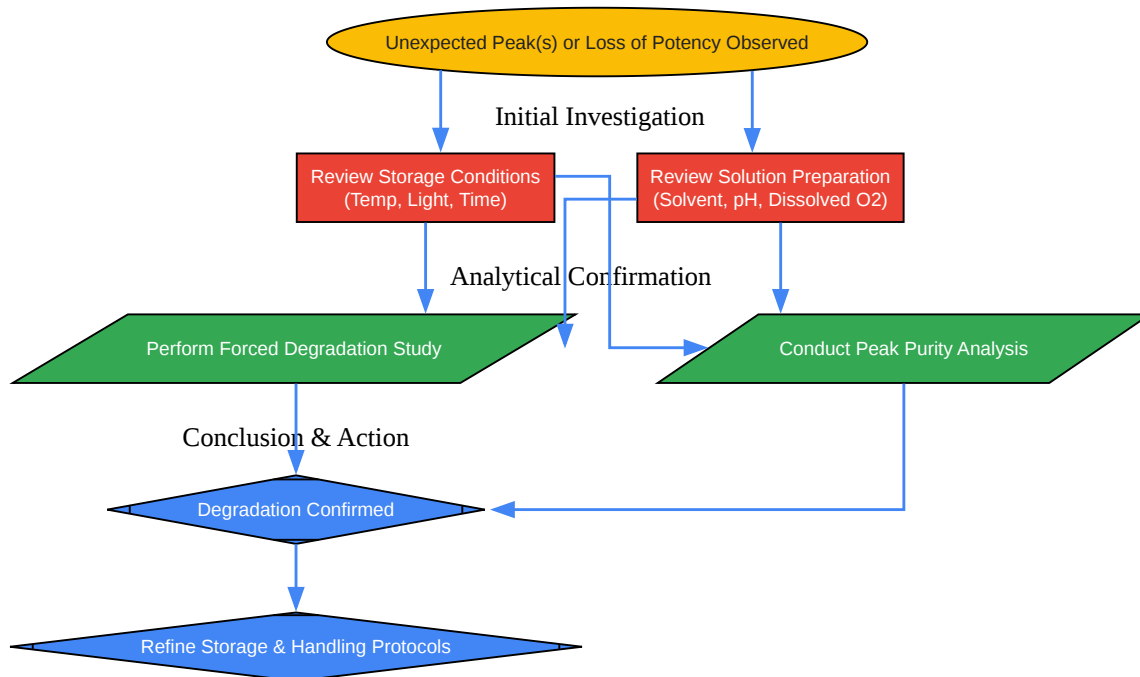 Unexpected Peak(s) or Loss of Potency Observed
Initial Investigation
Review Storage Conditions
(Temp, Light, Time)
Review Solution Preparation
(Solvent, pH, Dissolved O2)
Analytical Confirmation
Perform Forced Degradation Study
Conduct Peak Purity Analysis
Conclusion & Action
Degradation Confirmed
Refine Storage & Handling Protocols